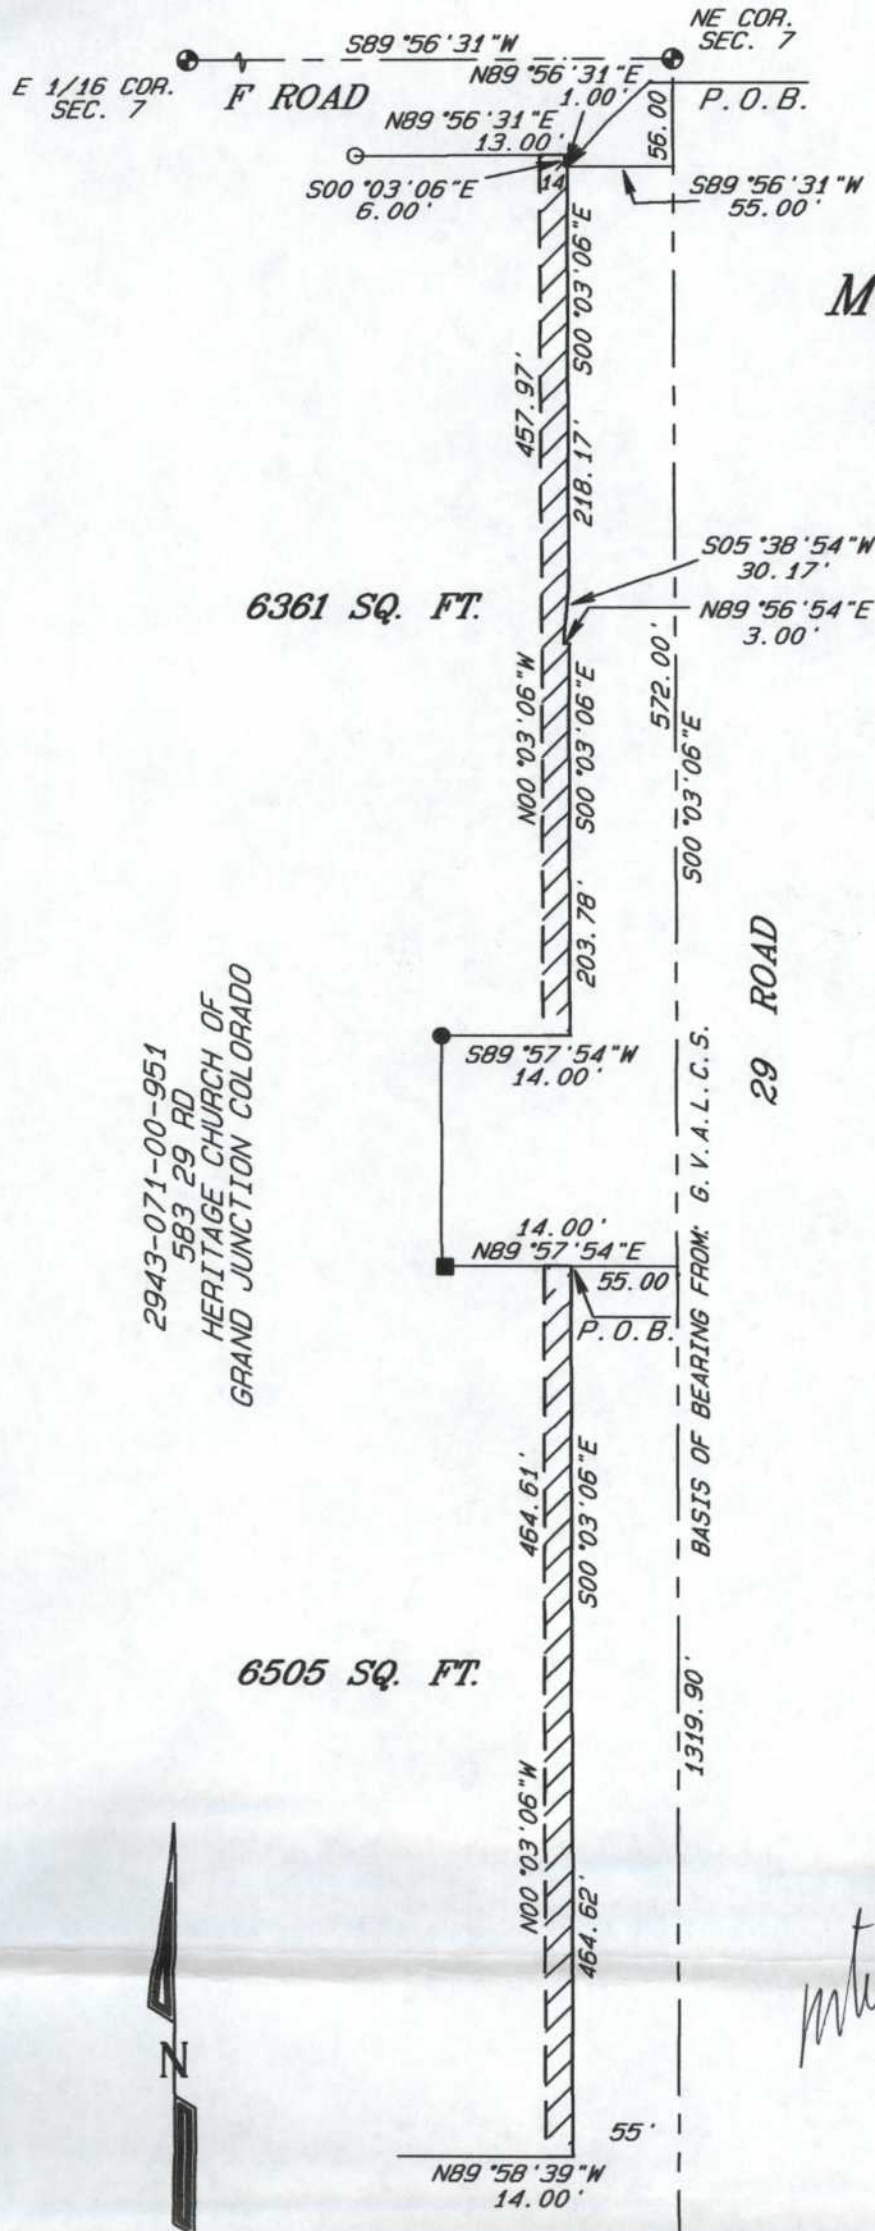 NE COR.
SEC. 7
S89°56'31"W
E 1/16 COR.
SEC. 7
F ROAD
N89°56'31"E
1.00'
P.O.B.
56.00
N89°56'31"E
13.00'
S00°03'06"E
6.00'
14
S89°56'31"W
55.00'
M
S00°03'06"E
457.97'
218.17'
S05°38'54"W
30.17'
6361 SQ. FT.
N89°56'54"E
3.00'
572.00'
S00°03'06"E
N00°03'06"W
S00°03'06"E
203.78'
29 ROAD
S89°57'54"W
14.00'
2943-071-00-951
583 29 RD
HERITAGE CHURCH OF
GRAND JUNCTION COLORADO
BASIS OF BEARING FROM: G.V.A.L.C.S.
14.00'
N89°57'54"E
55.00
P.O.B.
464.61'
S00°03'06"E
6505 SQ. FT.
1319.90'
N00°03'06"W
464.62'
N
55'
N89°58'39"W
14.00'